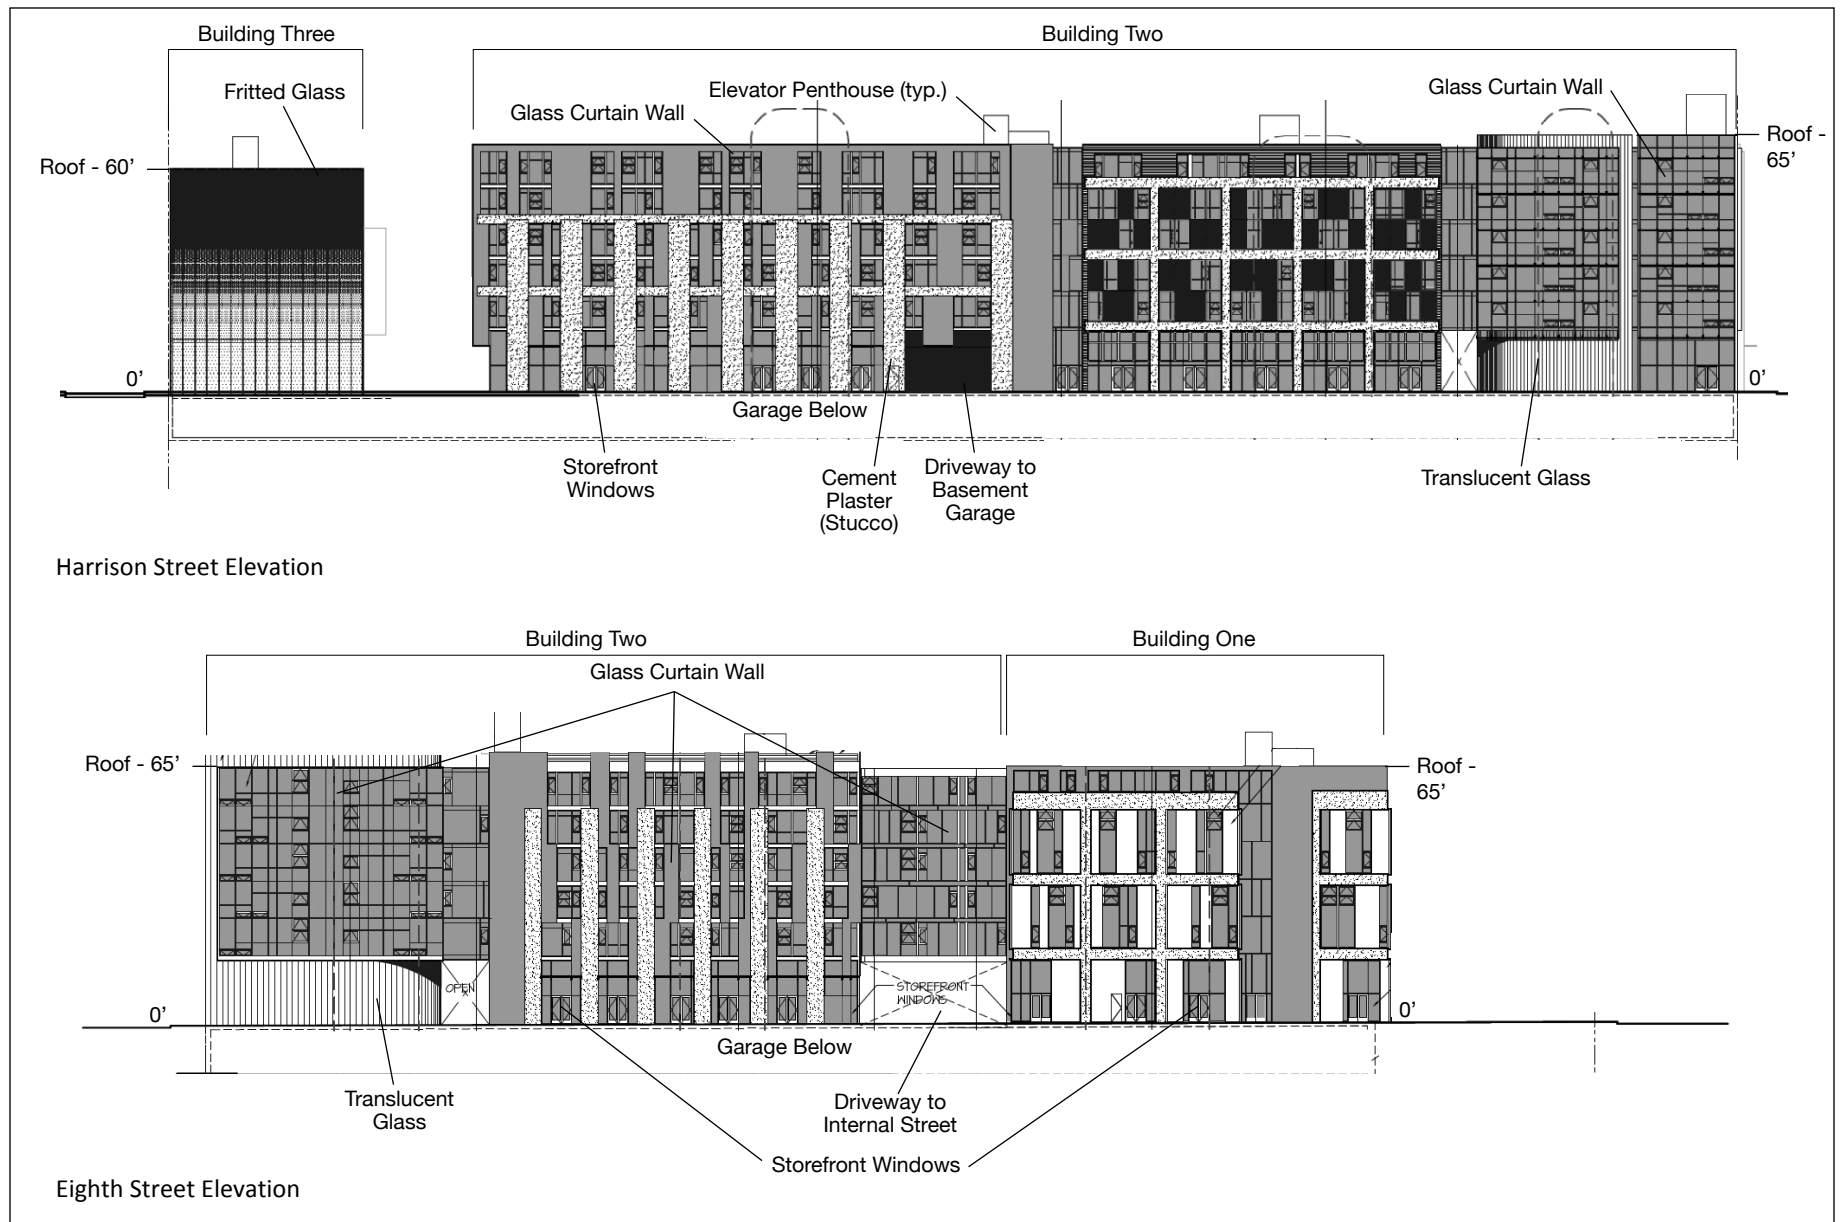 Building Three
Building Two
Fritted Glass
Glass Curtain Wall
Elevator Penthouse (typ.)
Glass Curtain Wall
Roof - 60’
Roof -
65’
0’
0’
Garage Below
Storefront
Windows
Cement
Plaster
(Stucco)
Driveway to
Basement
Garage
Translucent Glass
Harrison Street Elevation
Building Two
Building One
Glass Curtain Wall
Roof - 65’
Roof -
65’
OPEN
STOREFRONT
WINDOWS
0’
0’
Garage Below
Translucent
Glass
Driveway to
Internal Street
Storefront Windows
Eighth Street Elevation